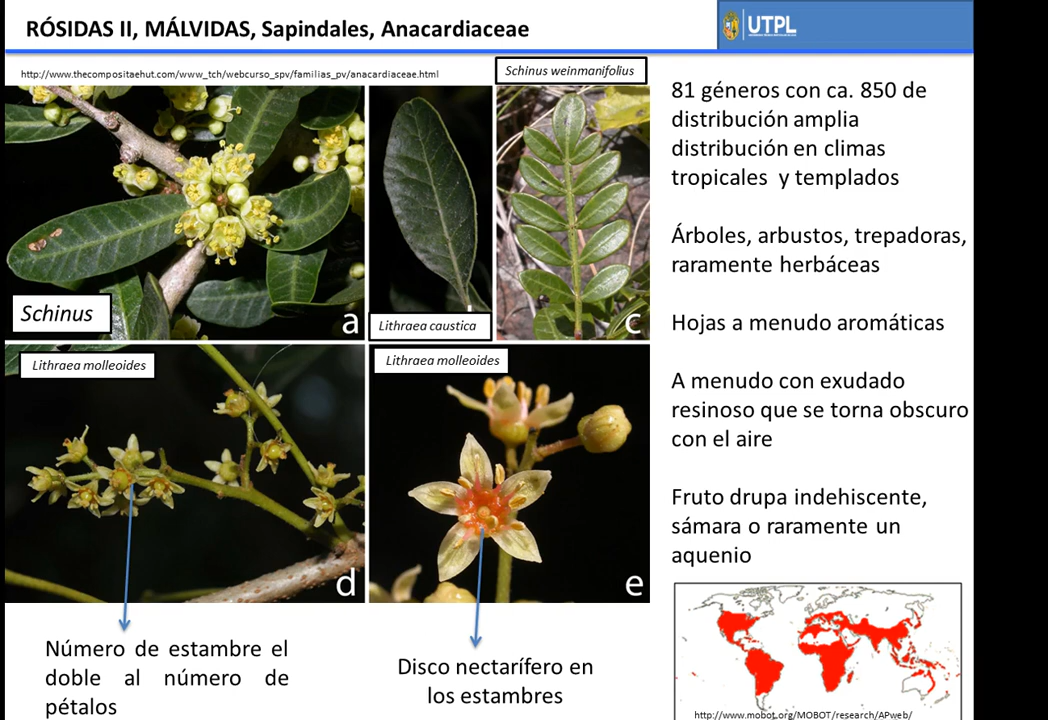 RÓSIDAS II, MÁLVIDAS, Sapindales, Anacardiaceae
UTPL
http://www.thecompositaehut.com/www_tch/webcurso_spv/familias_pv/anacardiaceae.html
Schinus weinmanifolius
81 géneros con ca. 850 de
distribución amplia
distribución en climas
tropicales y templados
Árboles, arbustos, trepadoras,
raramente herbáceas
Hojas a menudo aromáticas
A menudo con exudado
resinoso que se torna obscuro
con el aire
Fruto drupa indehiscente,
sámara o raramente un
aquenio
Schinus
a
Lithraea caustica
c
Lithraea molleoides
d
Lithraea molleoides
e
Número de estambre el
doble al número de
pétalos
Disco nectarífero en
los estambres
http://www.mobot.org/MOBOT/research/APweb/